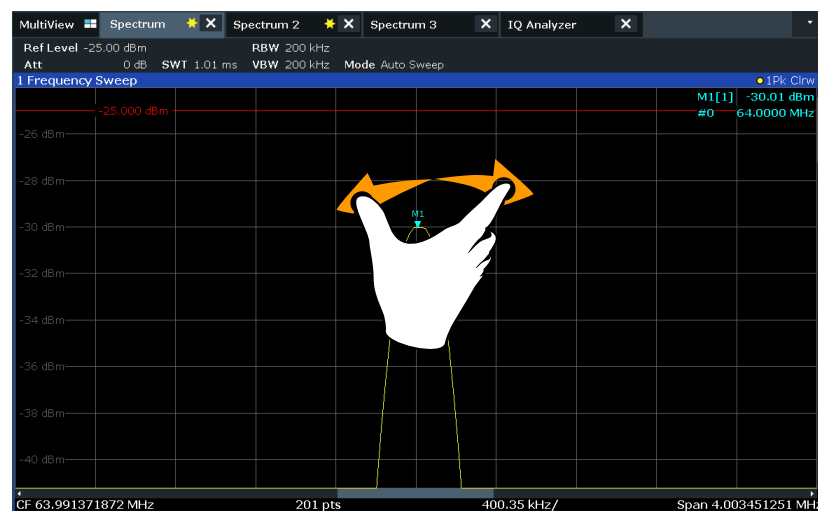 MultiView Spectrum Spectrum 2 Spectrum 3 IQ Analyzer
Ref Level -25.00 dBm RBW 200 kHz
Att 0 dB SWT 1.01 ms VBW 200 kHz Mode Auto Sweep
1 Frequency Sweep 1Pk Clrw
M1[1] -30.01 dBm
-25.000 dBm
#0 64.0000 MHz
-26 dBm
-28 dBm
M1
-30 dBm
-32 dBm
-34 dBm
-36 dBm
-38 dBm
-40 dBm
CF 63.991371872 MHz 201 pts 400.35 kHz/ Span 4.003451251 MHz